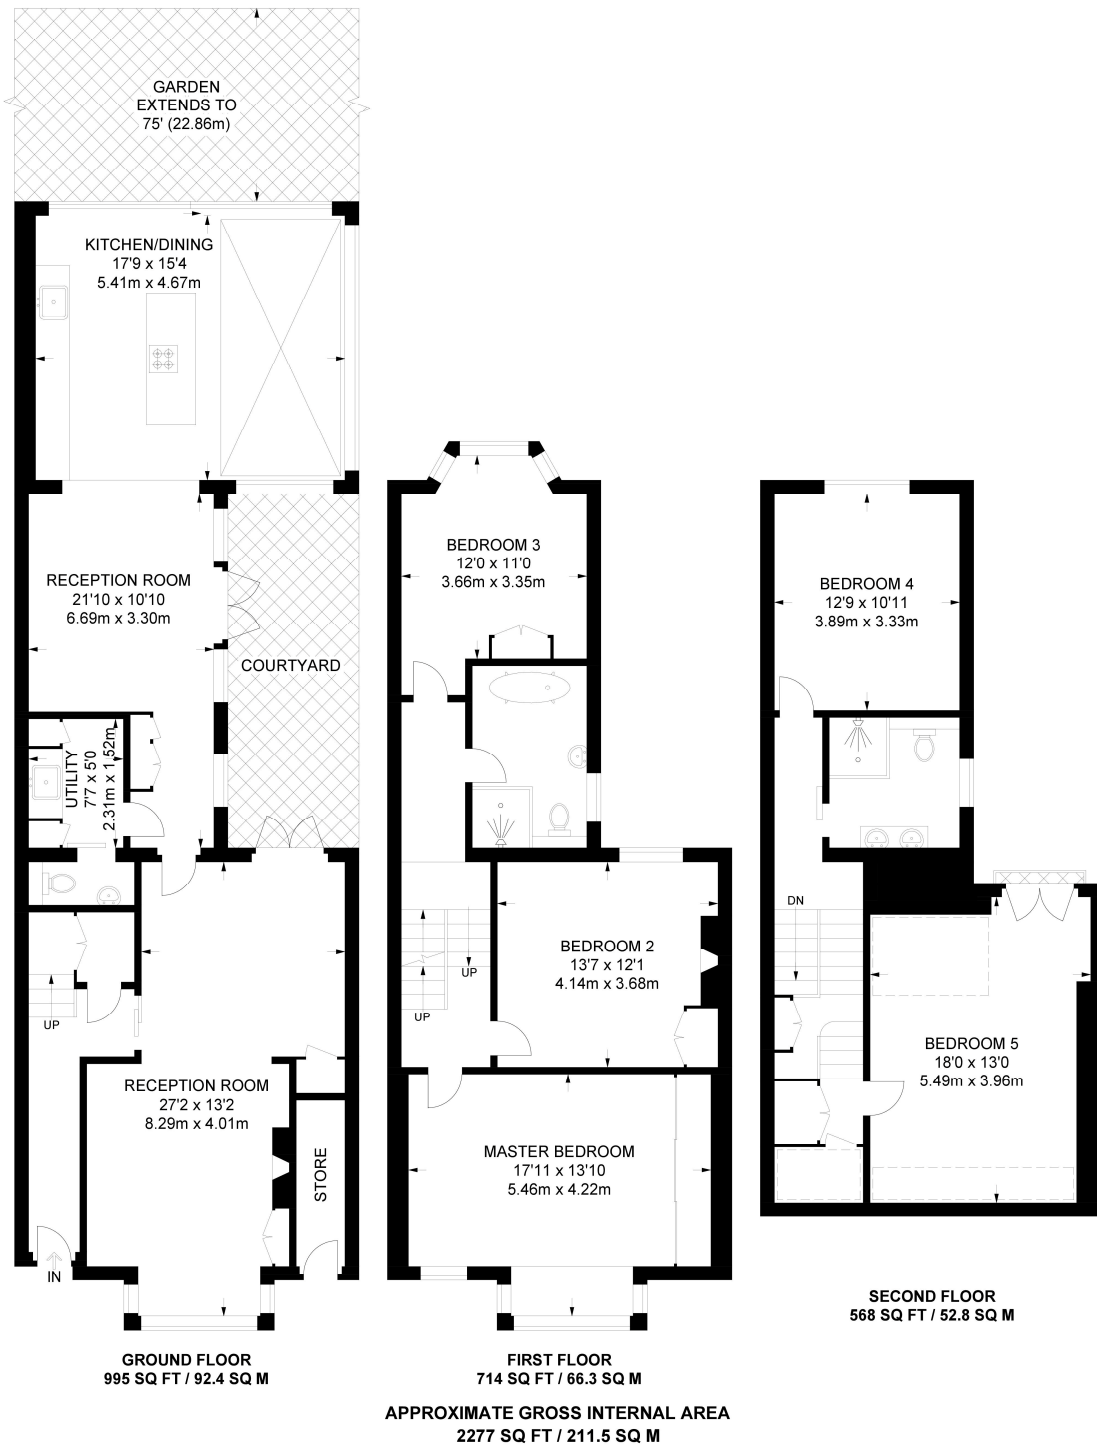 GARDEN
EXTENDS TO
75' (22.86m)
KITCHEN/DINING
17'9 x 15'4
5.41m x 4.67m
RECEPTION ROOM
21'10 x 10'10
6.69m x 3.30m
COURTYARD
UTILITY
7'7 x 5'0
2.31m x 1.52m
UP
RECEPTION ROOM
27'2 x 13'2
8.29m x 4.01m
STORE
IN
GROUND FLOOR
995 SQ FT / 92.4 SQ M
BEDROOM 3
12'0 x 11'0
3.66m x 3.35m
BEDROOM 2
13'7 x 12'1
4.14m x 3.68m
UP
UP
MASTER BEDROOM
17'11 x 13'10
5.46m x 4.22m
FIRST FLOOR
714 SQ FT / 66.3 SQ M
BEDROOM 4
12'9 x 10'11
3.89m x 3.33m
DN
BEDROOM 5
18'0 x 13'0
5.49m x 3.96m
SECOND FLOOR
568 SQ FT / 52.8 SQ M
APPROXIMATE GROSS INTERNAL AREA
2277 SQ FT / 211.5 SQ M